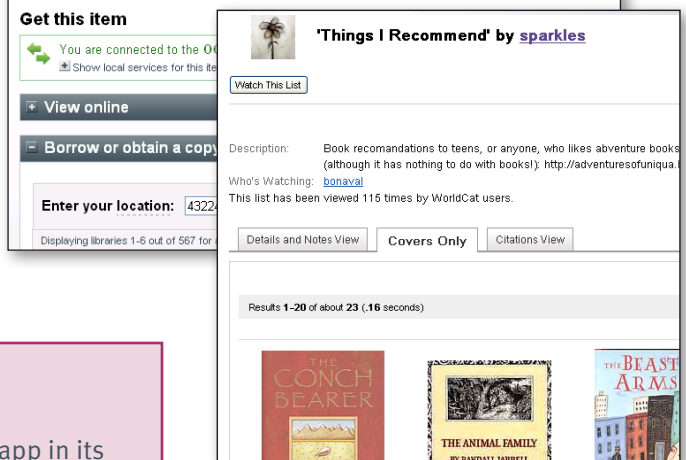 Get this item
You are connected to the
Show local services for this
View online
Borrow or obtain a copy
Enter your location: 4322
Displaying libraries 1-6 out of 567 for
'Things I Recommend' by sparkles
Watch This List
Description: Book recomandations to teens, or anyone, who likes abventure books
(although it has nothing to do with books!): http://adventuresofuniqua.
Who's Watching: bonaval
This list has been viewed 115 times by WorldCat users.
Details and Notes View Covers Only Citations View
Results 1-20 of about 23 (.16 seconds)
THE
CONCH
BEARER
THE ANIMAL FAMILY
BY RANDALL JARRELL
THE BEAST
ARMS
app in its